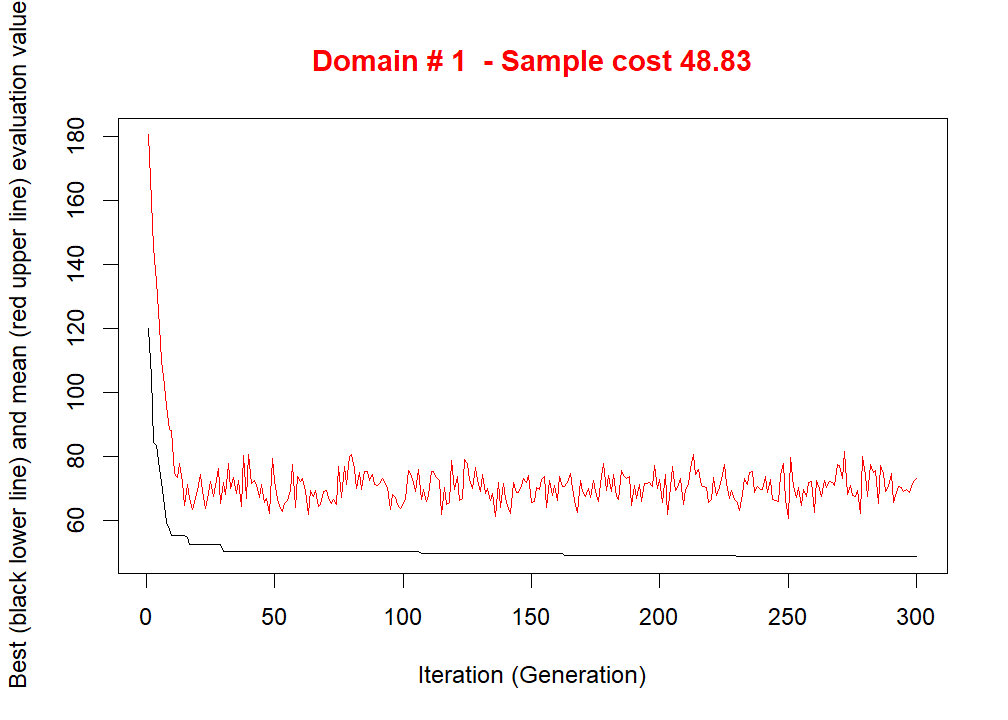 Domain # 1  - Sample cost 48.83
Best (black lower line) and mean (red upper line) evaluation value
180
160
140
120
100
80
60
0 50 100 150 200 250 300
Iteration (Generation)